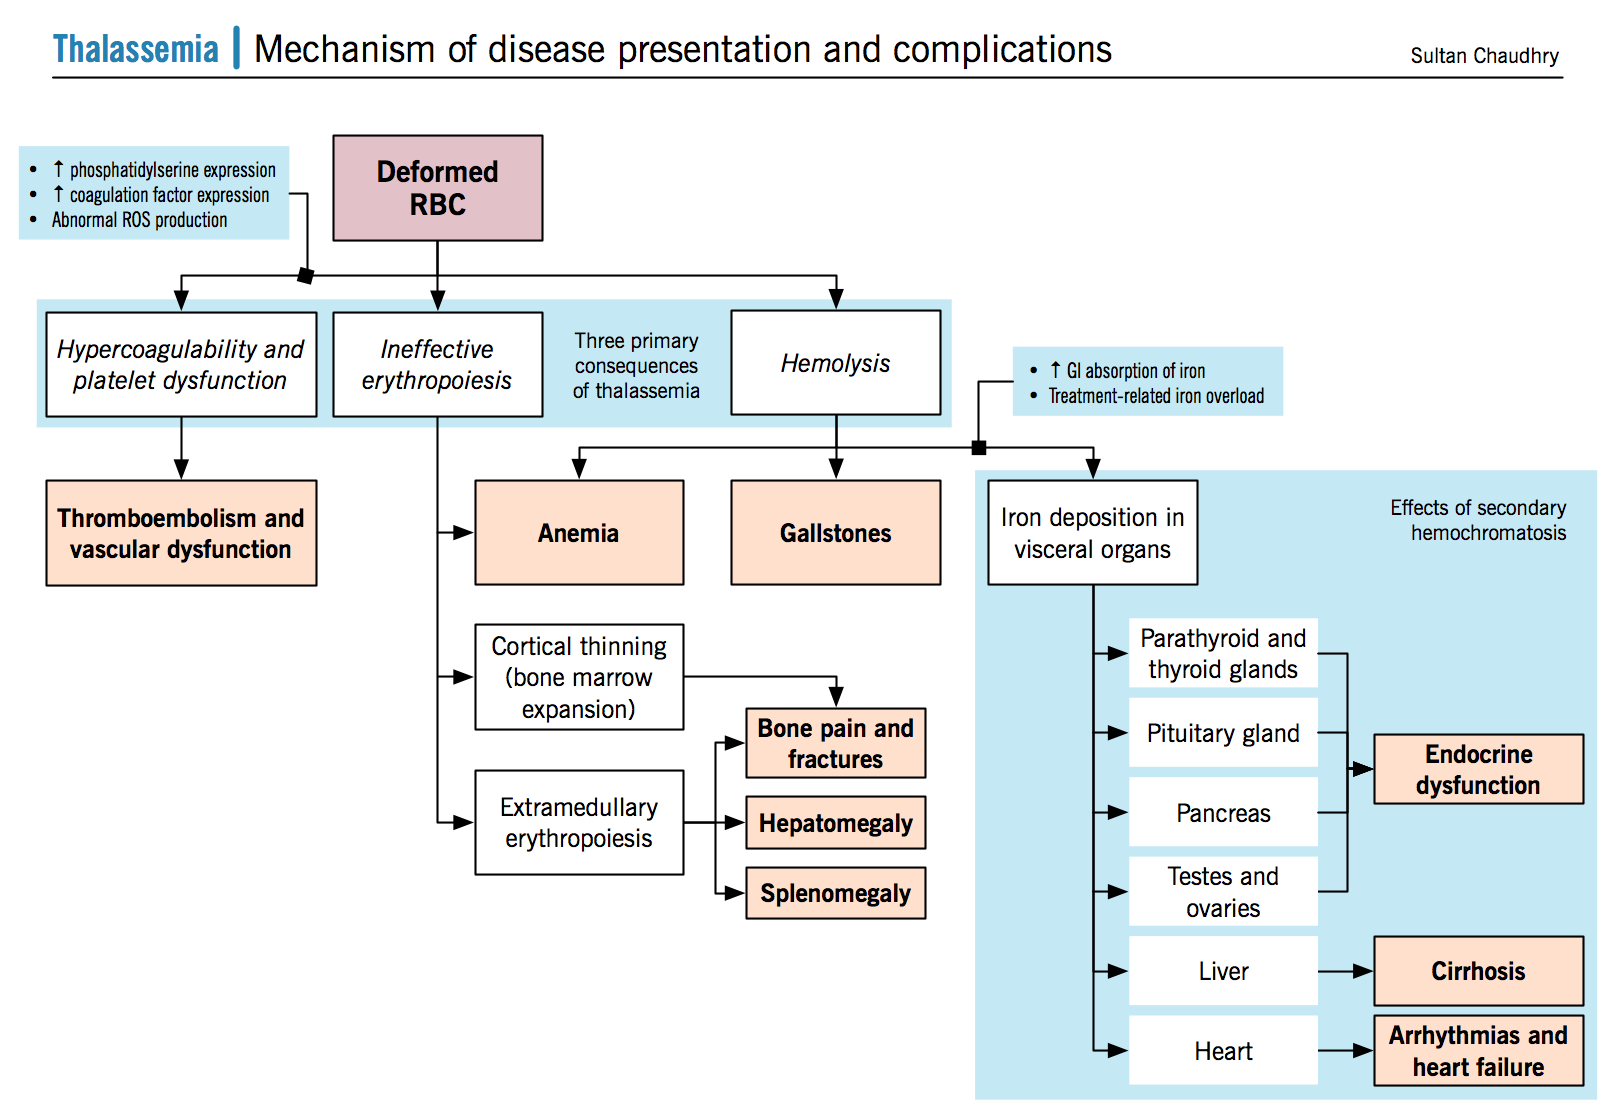 Thalassemia | Mechanism of disease presentation and complications
Sultan Chaudhry
• ↑ phosphatidylserine expression
• ↑ coagulation factor expression
• Abnormal ROS production
Deformed
RBC
Hypercoagulability and
platelet dysfunction
Ineffective
erythropoiesis
Three primary
consequences
of thalassemia
Hemolysis
• ↑ GI absorption of iron
• Treatment-related iron overload
Thromboembolism and
vascular dysfunction
Anemia
Gallstones
Iron deposition in
visceral organs
Effects of secondary
hemochromatosis
Cortical thinning
(bone marrow
expansion)
Bone pain and
fractures
Extramedullary
erythropoiesis
Hepatomegaly
Splenomegaly
Parathyroid and
thyroid glands
Pituitary gland
Pancreas
Testes and
ovaries
Endocrine
dysfunction
Liver
Cirrhosis
Heart
Arrhythmias and
heart failure